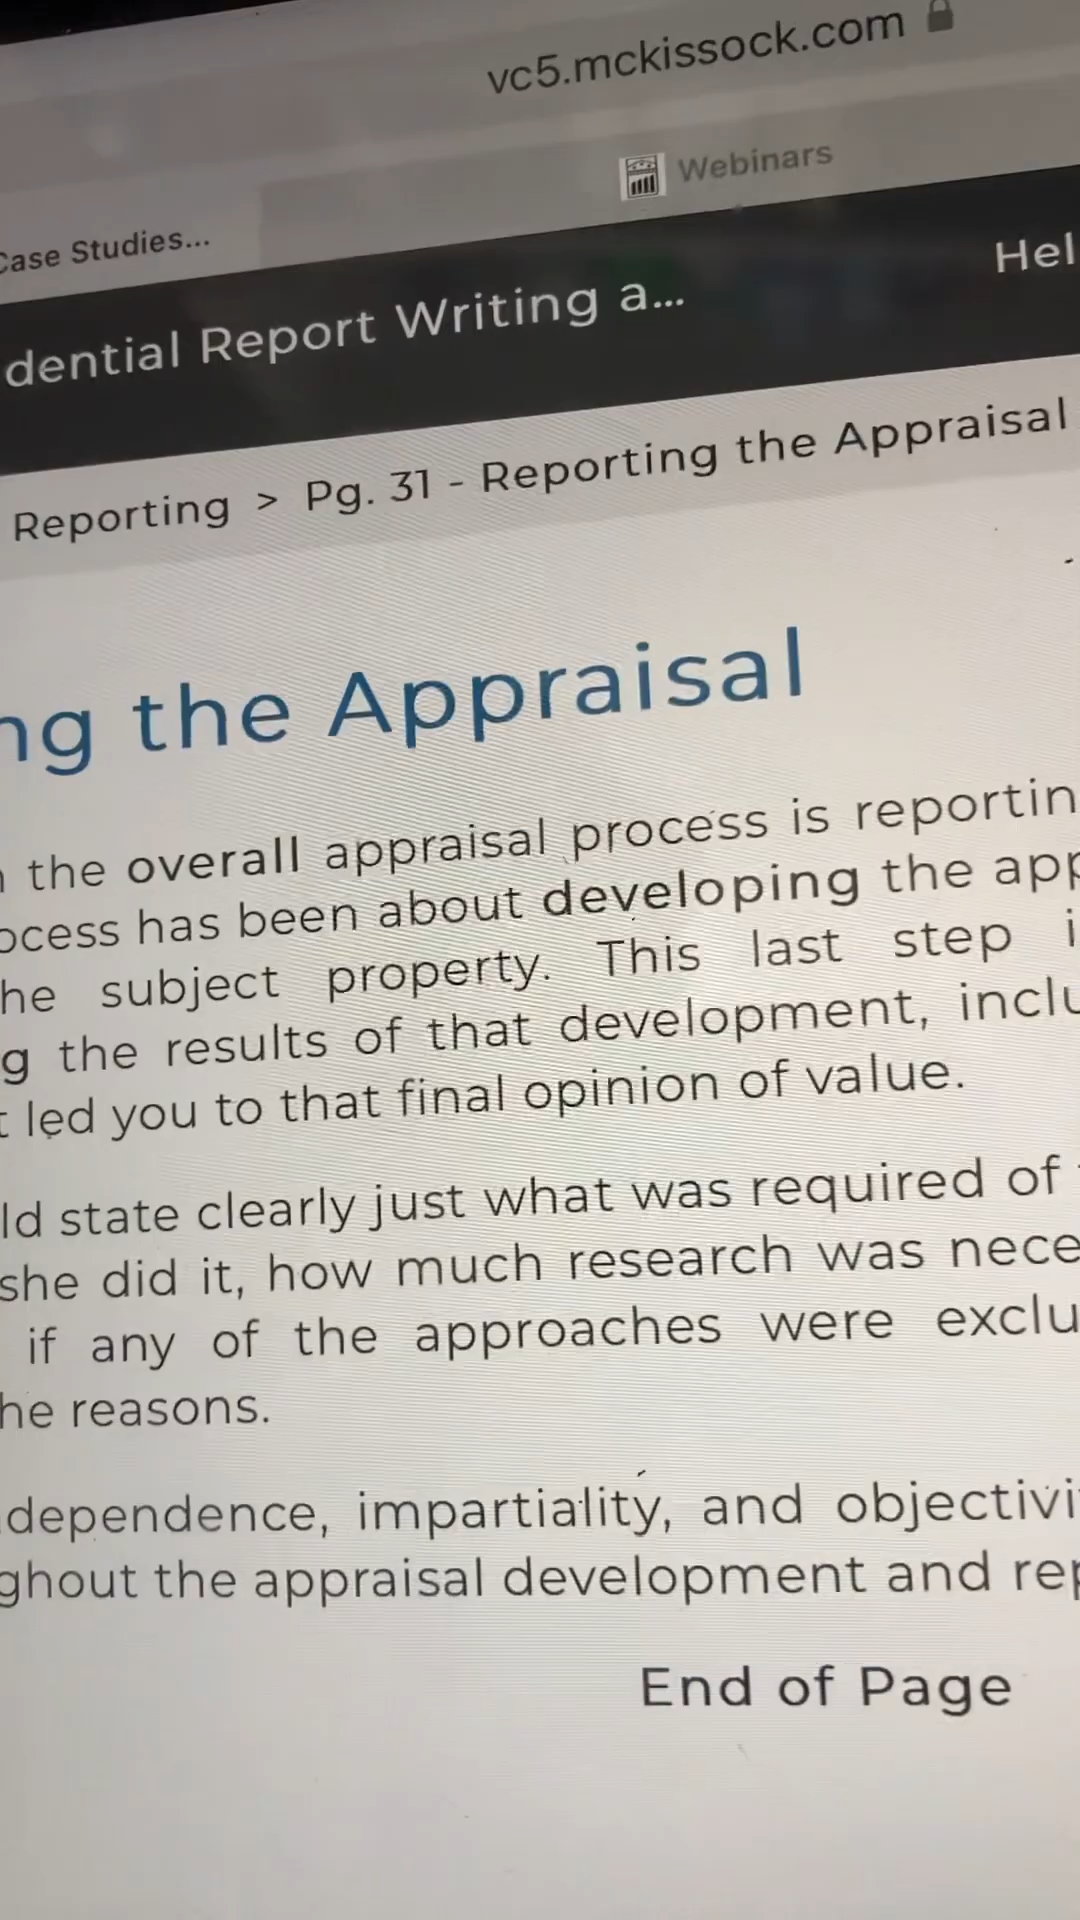 vc5.mckissock.com
Webinars
Case Studies...
dential Report Writing a...
Hel
Reporting > Pg. 31 - Reporting the Appraisal
ng the Appraisal
the overall appraisal process is reportin
ocess has been about developing the app
he subject property. This last step i
g the results of that development, inclu
t led you to that final opinion of value.
ld state clearly just what was required of
she did it, how much research was nece
if any of the approaches were exclu
he reasons.
dependence, impartiality, and objectivi
ghout the appraisal development and rep
End of Page